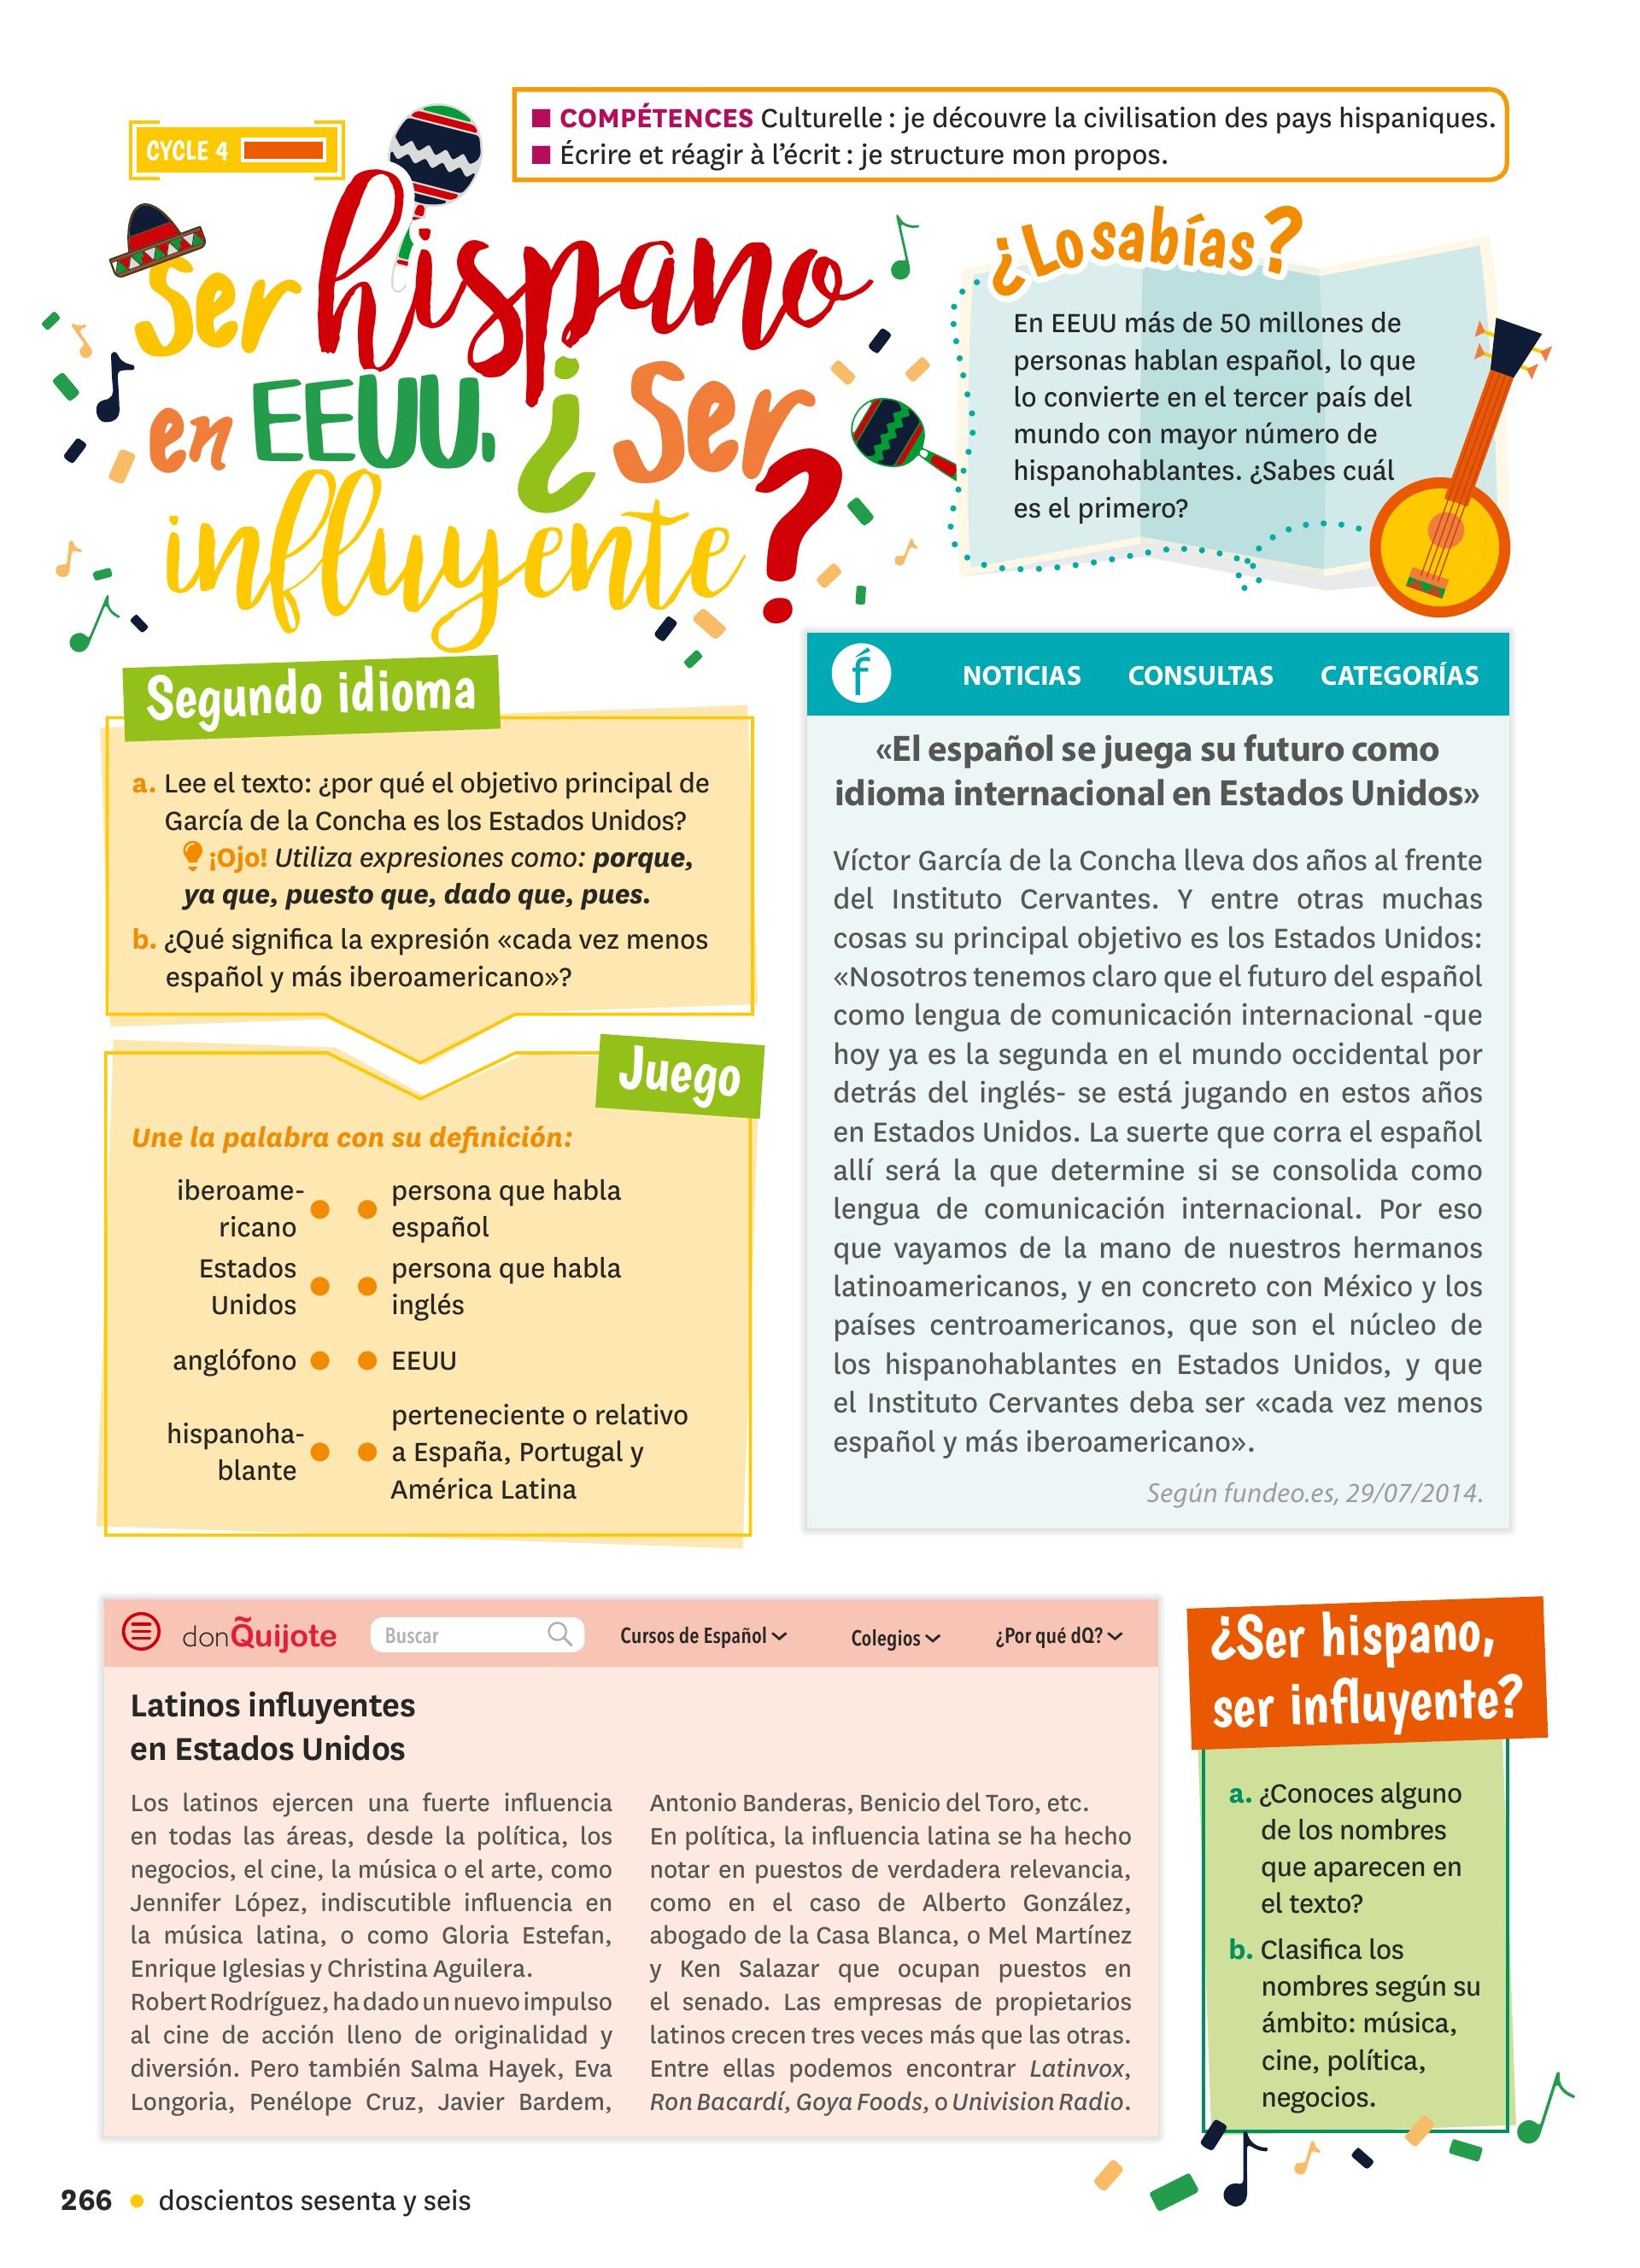 CYCLE 4
■ COMPÉTENCES Culturelle : je découvre la civilisation des pays hispaniques.
■ Écrire et réagir à l'écrit : je structure mon propos.
Ser hispano
en EEUU. ¿Ser
influyente?
¿Lo sabías?
En EEUU más de 50 millones de
personas hablan español, lo que
lo convierte en el tercer país del
mundo con mayor número de
hispanohablantes. ¿Sabes cuál
es el primero?
Segundo idioma
a. Lee el texto: ¿por qué el objetivo principal de
García de la Concha es los Estados Unidos?
¡Ojo! Utiliza expresiones como: porque,
ya que, puesto que, dado que, pues.
b. ¿Qué significa la expresión «cada vez menos
español y más iberoamericano»?
Juego
Une la palabra con su definición:
iberoame-
ricano
persona que habla
español
Estados
Unidos
persona que habla
inglés
anglófono
EEUU
hispanoha-
blante
perteneciente o relativo
a España, Portugal y
América Latina
f́ NOTICIAS CONSULTAS CATEGORÍAS
«El español se juega su futuro como
idioma internacional en Estados Unidos»
Víctor García de la Concha lleva dos años al frente
del Instituto Cervantes. Y entre otras muchas
cosas su principal objetivo es los Estados Unidos:
«Nosotros tenemos claro que el futuro del español
como lengua de comunicación internacional -que
hoy ya es la segunda en el mundo occidental por
detrás del inglés- se está jugando en estos años
en Estados Unidos. La suerte que corra el español
allí será la que determine si se consolida como
lengua de comunicación internacional. Por eso
que vayamos de la mano de nuestros hermanos
latinoamericanos, y en concreto con México y los
países centroamericanos, que son el núcleo de
los hispanohablantes en Estados Unidos, y que
el Instituto Cervantes deba ser «cada vez menos
español y más iberoamericano».
Según fundeo.es, 29/07/2014.
donQ̃uijote Buscar Cursos de Español Colegios ¿Por qué dQ?
Latinos influyentes
en Estados Unidos
Los latinos ejercen una fuerte influencia
en todas las áreas, desde la política, los
negocios, el cine, la música o el arte, como
Jennifer López, indiscutible influencia en
la música latina, o como Gloria Estefan,
Enrique Iglesias y Christina Aguilera.
Robert Rodríguez, ha dado un nuevo impulso
al cine de acción lleno de originalidad y
diversión. Pero también Salma Hayek, Eva
Longoria, Penélope Cruz, Javier Bardem,
Antonio Banderas, Benicio del Toro, etc.
En política, la influencia latina se ha hecho
notar en puestos de verdadera relevancia,
como en el caso de Alberto González,
abogado de la Casa Blanca, o Mel Martínez
y Ken Salazar que ocupan puestos en
el senado. Las empresas de propietarios
latinos crecen tres veces más que las otras.
Entre ellas podemos encontrar Latinvox,
Ron Bacardí, Goya Foods, o Univision Radio.
¿Ser hispano,
ser influyente?
a. ¿Conoces alguno
de los nombres
que aparecen en
el texto?
b. Clasifica los
nombres según su
ámbito: música,
cine, política,
negocios.
266 • doscientos sesenta y seis